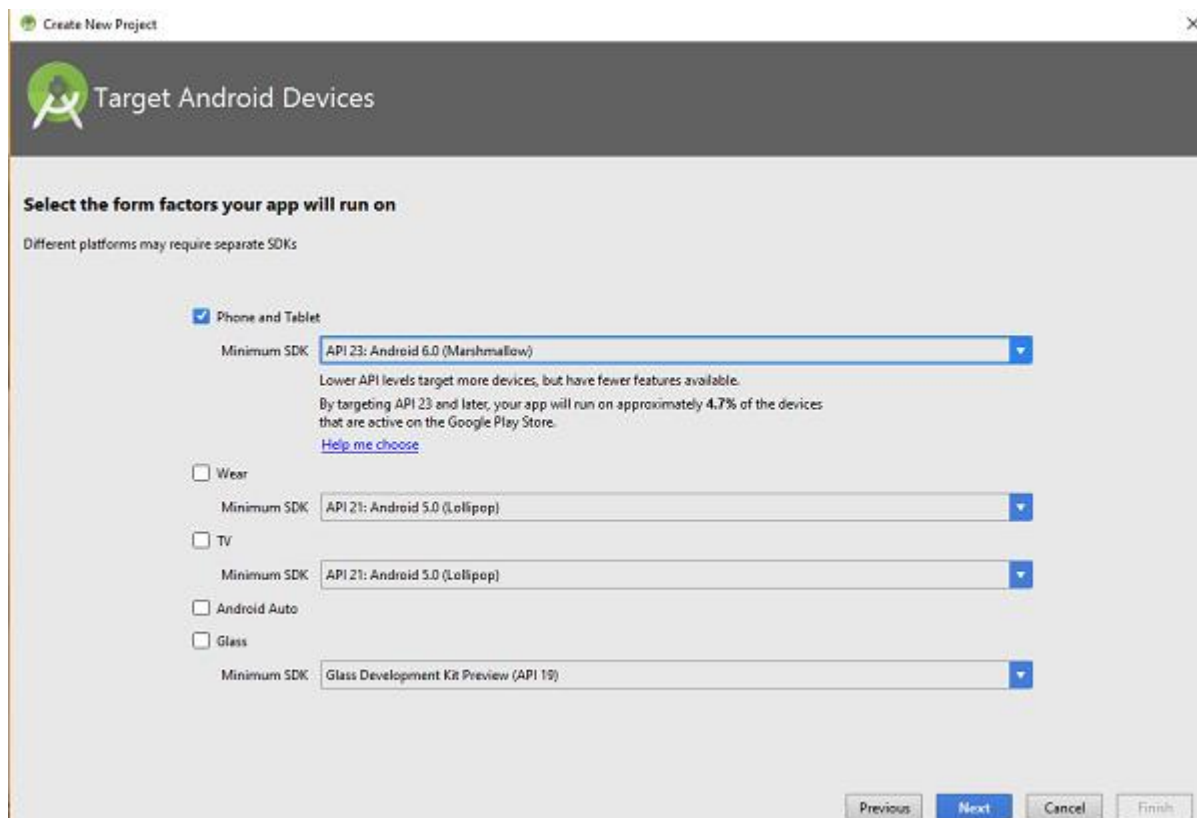 Create New Project
Target Android Devices
Select the form factors your app will run on
Different platforms may require separate SDKs
Phone and Tablet
Minimum SDK API 23: Android 6.0 (Marshmallow)
Lower API levels target more devices, but have fewer features available.
By targeting API 23 and later, your app will run on approximately 4.7% of the devices
that are active on the Google Play Store.
Help me choose
Wear
Minimum SDK API 21: Android 5.0 (Lollipop)
TV
Minimum SDK API 21: Android 5.0 (Lollipop)
Android Auto
Glass
Minimum SDK Glass Development Kit Preview (API 19)
Previous Next Cancel Finish